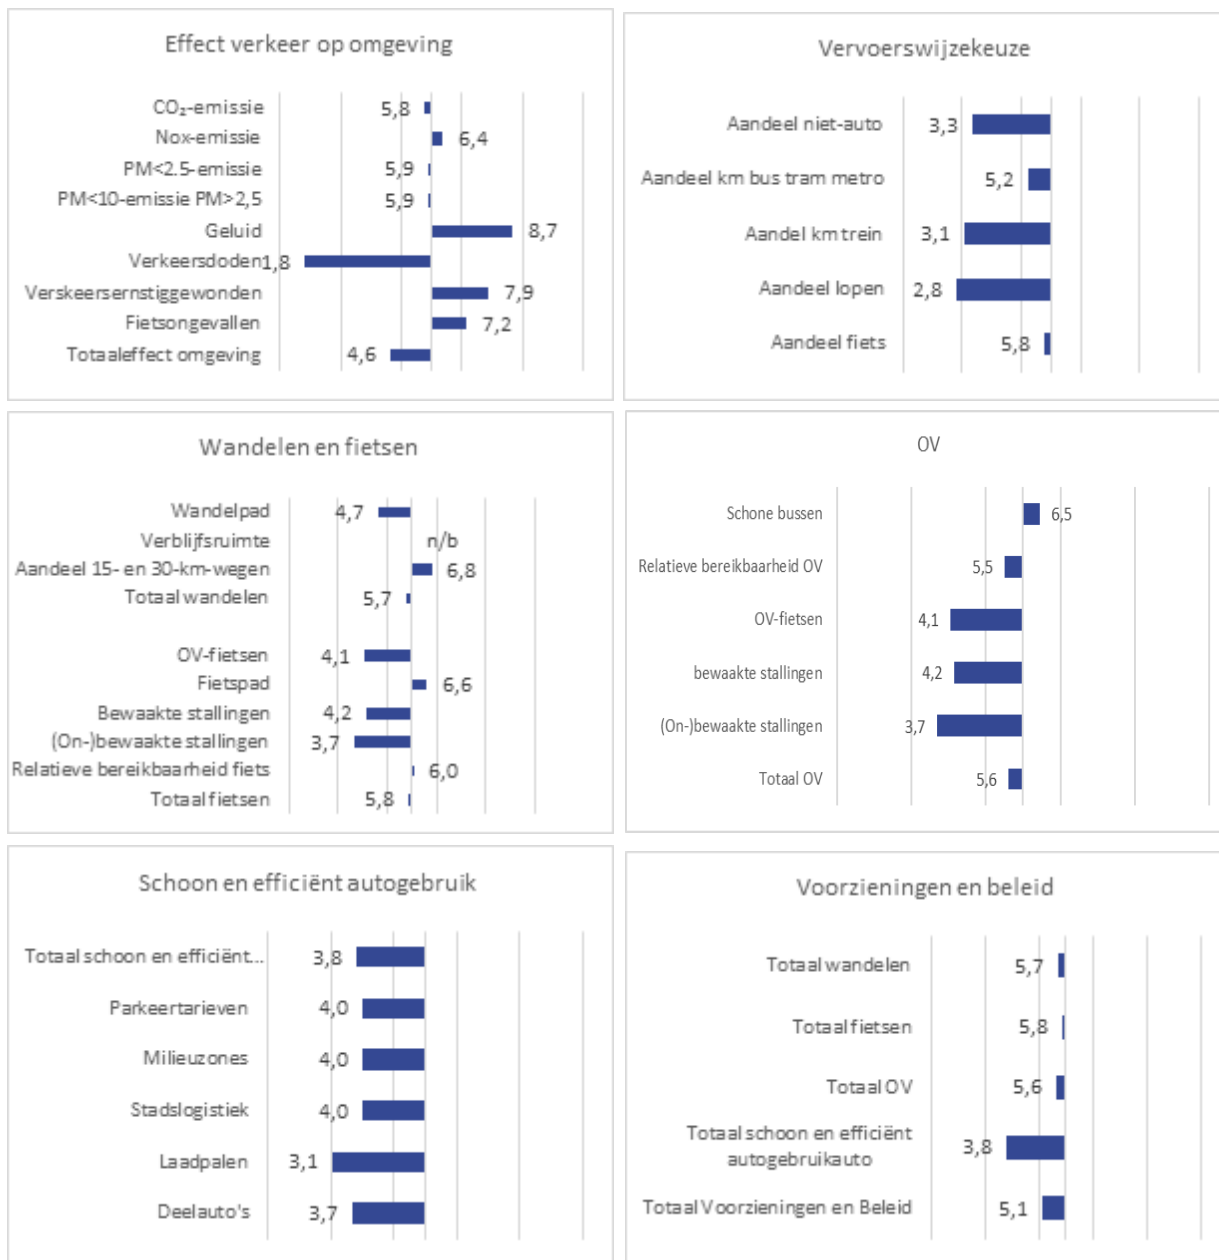 Effect verkeer op omgeving
CO₂-emissie 5,8
Nox-emissie 6,4
PM<2.5-emissie 5,9
PM<10-emissie PM>2,5 5,9
Geluid 8,7
Verkeersdoden 1,8
Verskeersernstiggewonden 7,9
Fietsongevallen 7,2
Totaaleffect omgeving 4,6
Vervoerswijzekeuze
Aandeel niet-auto 3,3
Aandeel km bus tram metro 5,2
Aandel km trein 3,1
Aandeel lopen 2,8
Aandeel fiets 5,8
Wandelen en fietsen
Wandelpad 4,7
Verblijfsruimte n/b
Aandeel 15- en 30-km-wegen 6,8
Totaal wandelen 5,7
OV-fietsen 4,1
Fietspad 6,6
Bewaakte stallingen 4,2
(On-)bewaakte stallingen 3,7
Relatieve bereikbaarheid fiets 6,0
Totaal fietsen 5,8
OV
Schone bussen 6,5
Relatieve bereikbaarheid OV 5,5
OV-fietsen 4,1
bewaakte stallingen 4,2
(On-)bewaakte stallingen 3,7
Totaal OV 5,6
Schoon en efficiënt autogebruik
Totaal schoon en efficiënt... 3,8
Parkeertarieven 4,0
Milieuzones 4,0
Stadslogistiek 4,0
Laadpalen 3,1
Deelauto's 3,7
Voorzieningen en beleid
Totaal wandelen 5,7
Totaal fietsen 5,8
Totaal OV 5,6
Totaal schoon en efficiënt
autogebruikauto 3,8
Totaal Voorzieningen en Beleid 5,1